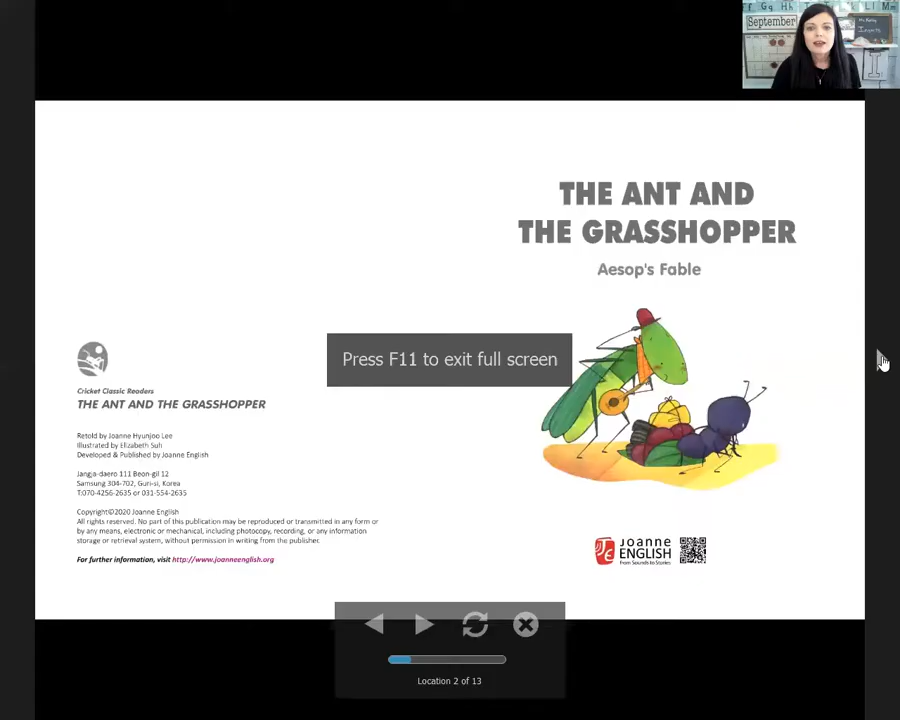 September
THE ANT AND
THE GRASSHOPPER
Aesop's Fable
Press F11 to exit full screen
Cricket Classic Readers
THE ANT AND THE GRASSHOPPER
Retold by Joanne Hyunjoo Lee
Illustrated by Elizabeth Suh
Developed & Published by Joanne English
Jangja-daero 111 Beon-gil 12
Samsung 304-702, Guri-si, Korea
T:070-4256-2635 or 031-554-2635
Copyright©2020 Joanne English
All rights reserved. No part of this publication may be reproduced or transmitted in any form or
by any means, electronic or mechanical, including photocopy, recording, or any information
storage or retrieval system, without permission in writing from the publisher.
For further information, visit http://www.joanneenglish.org
Joanne
ENGLISH
From Sounds to Stories
Location 2 of 13